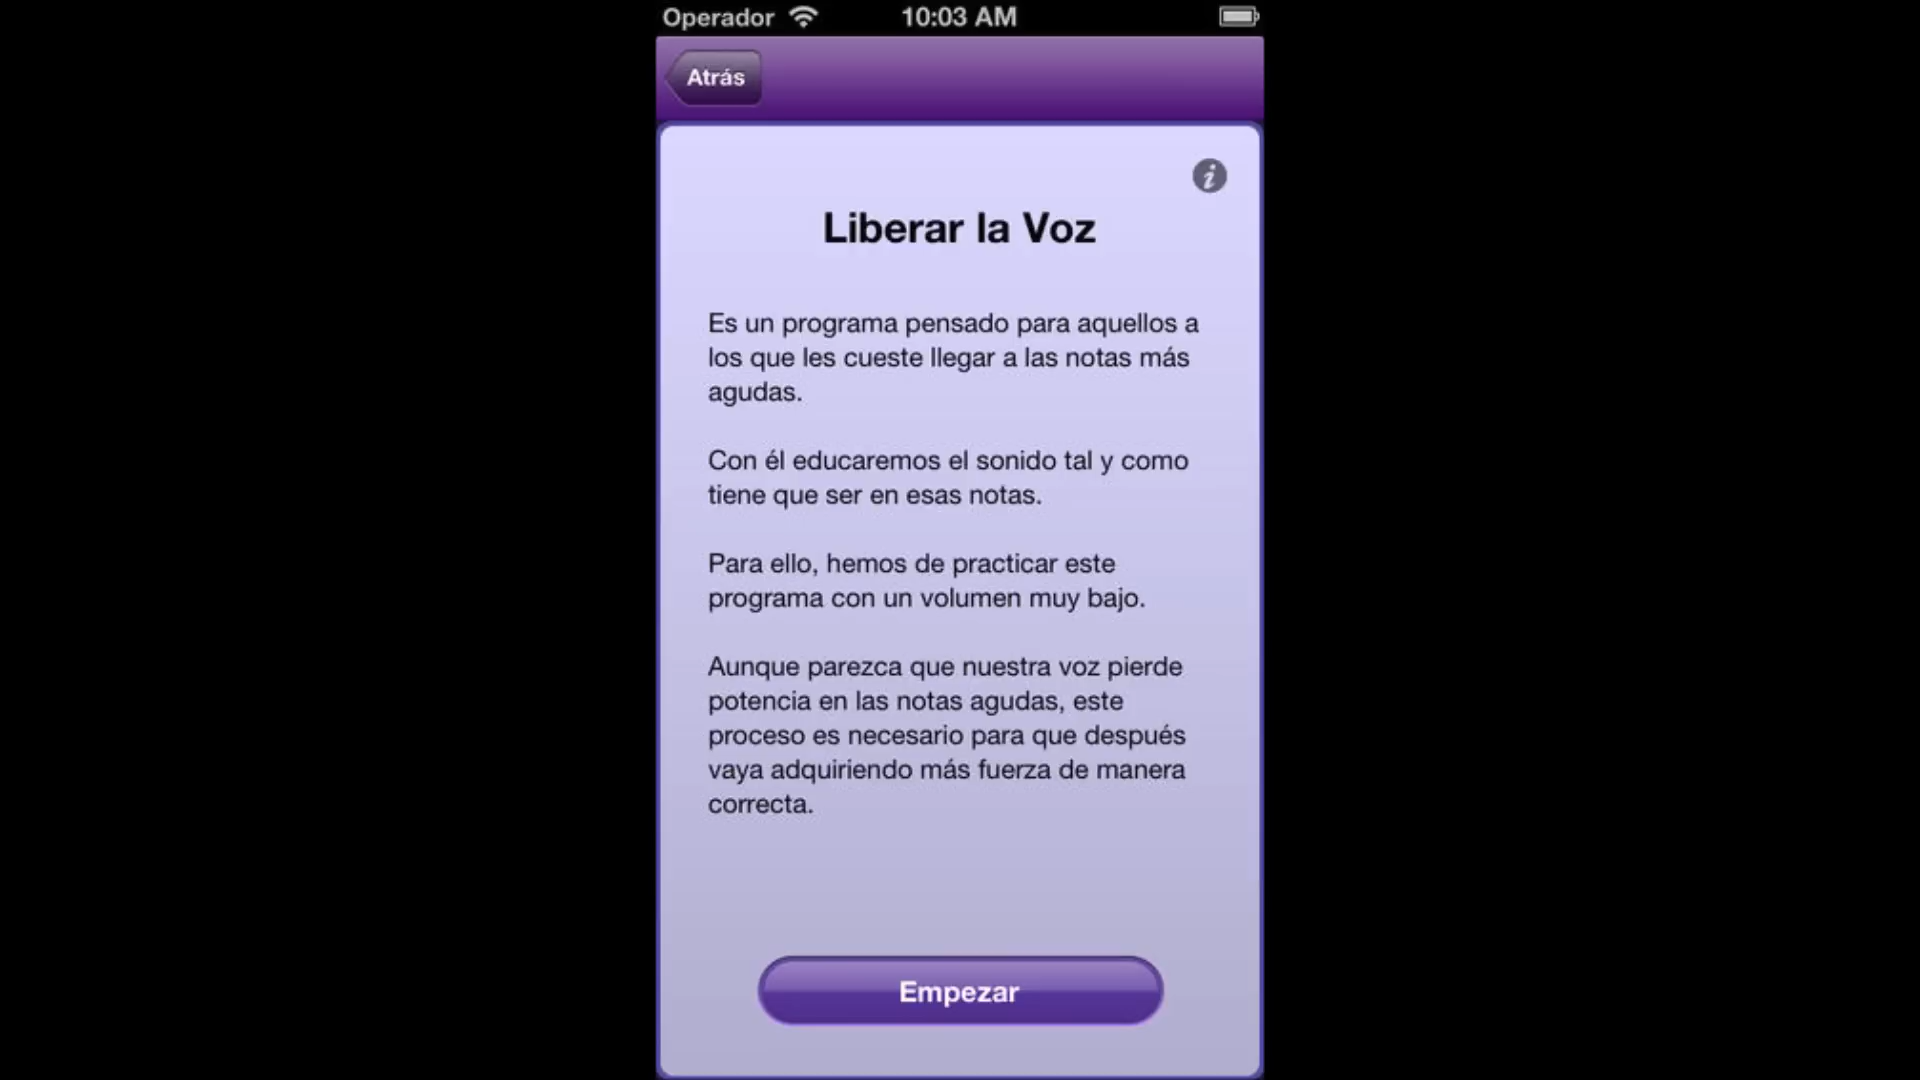 Operador 10:03 AM
Atrás
Liberar la Voz
Es un programa pensado para aquellos a
los que les cueste llegar a las notas más
agudas.
Con él educaremos el sonido tal y como
tiene que ser en esas notas.
Para ello, hemos de practicar este
programa con un volumen muy bajo.
Aunque parezca que nuestra voz pierde
potencia en las notas agudas, este
proceso es necesario para que después
vaya adquiriendo más fuerza de manera
correcta.
Empezar